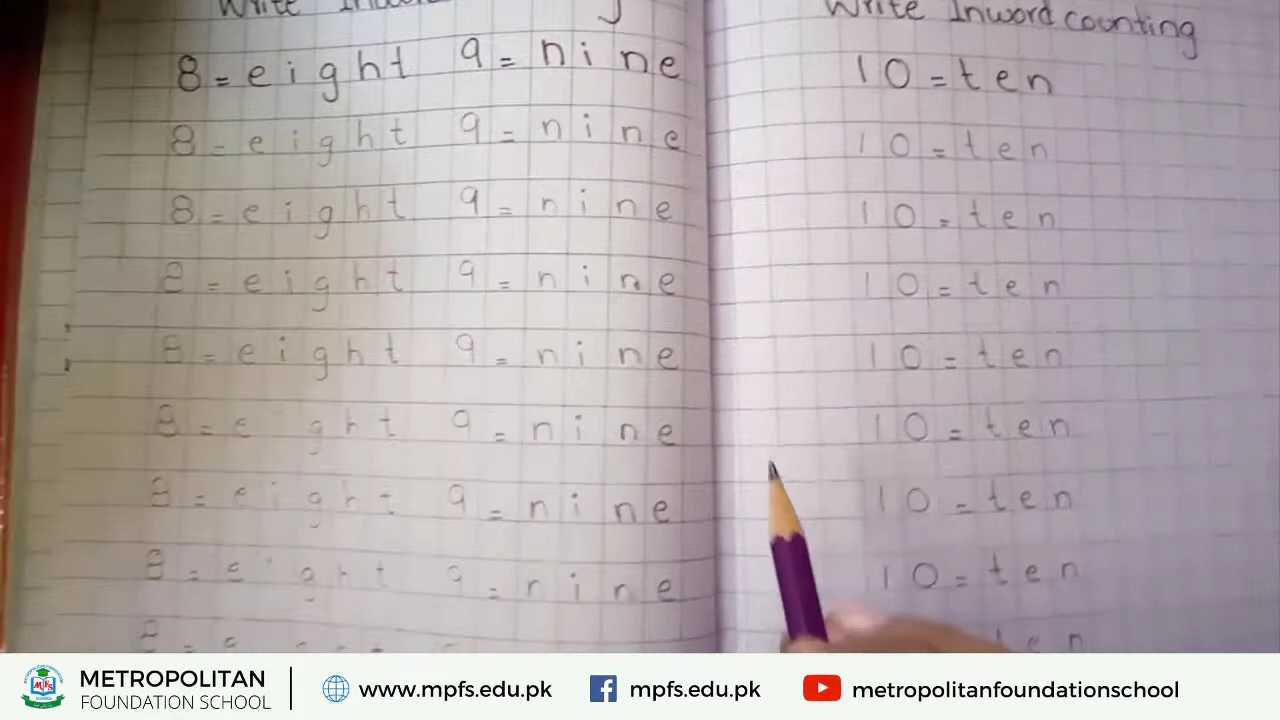 Write Inword
8=eight 9=nine
8=eight 9=nine
8=eight 9=nine
8=eight 9=nine
8=eight 9=nine
8=eight 9=nine
8=eight 9=nine
8=eight 9=nine
Write Inword counting
10=ten
10=ten
10=ten
10=ten
10=ten
10=ten
10=ten
10=ten
en
METROPOLITAN
FOUNDATION SCHOOL
www.mpfs.edu.pk
mpfs.edu.pk
metropolitanfoundationschool